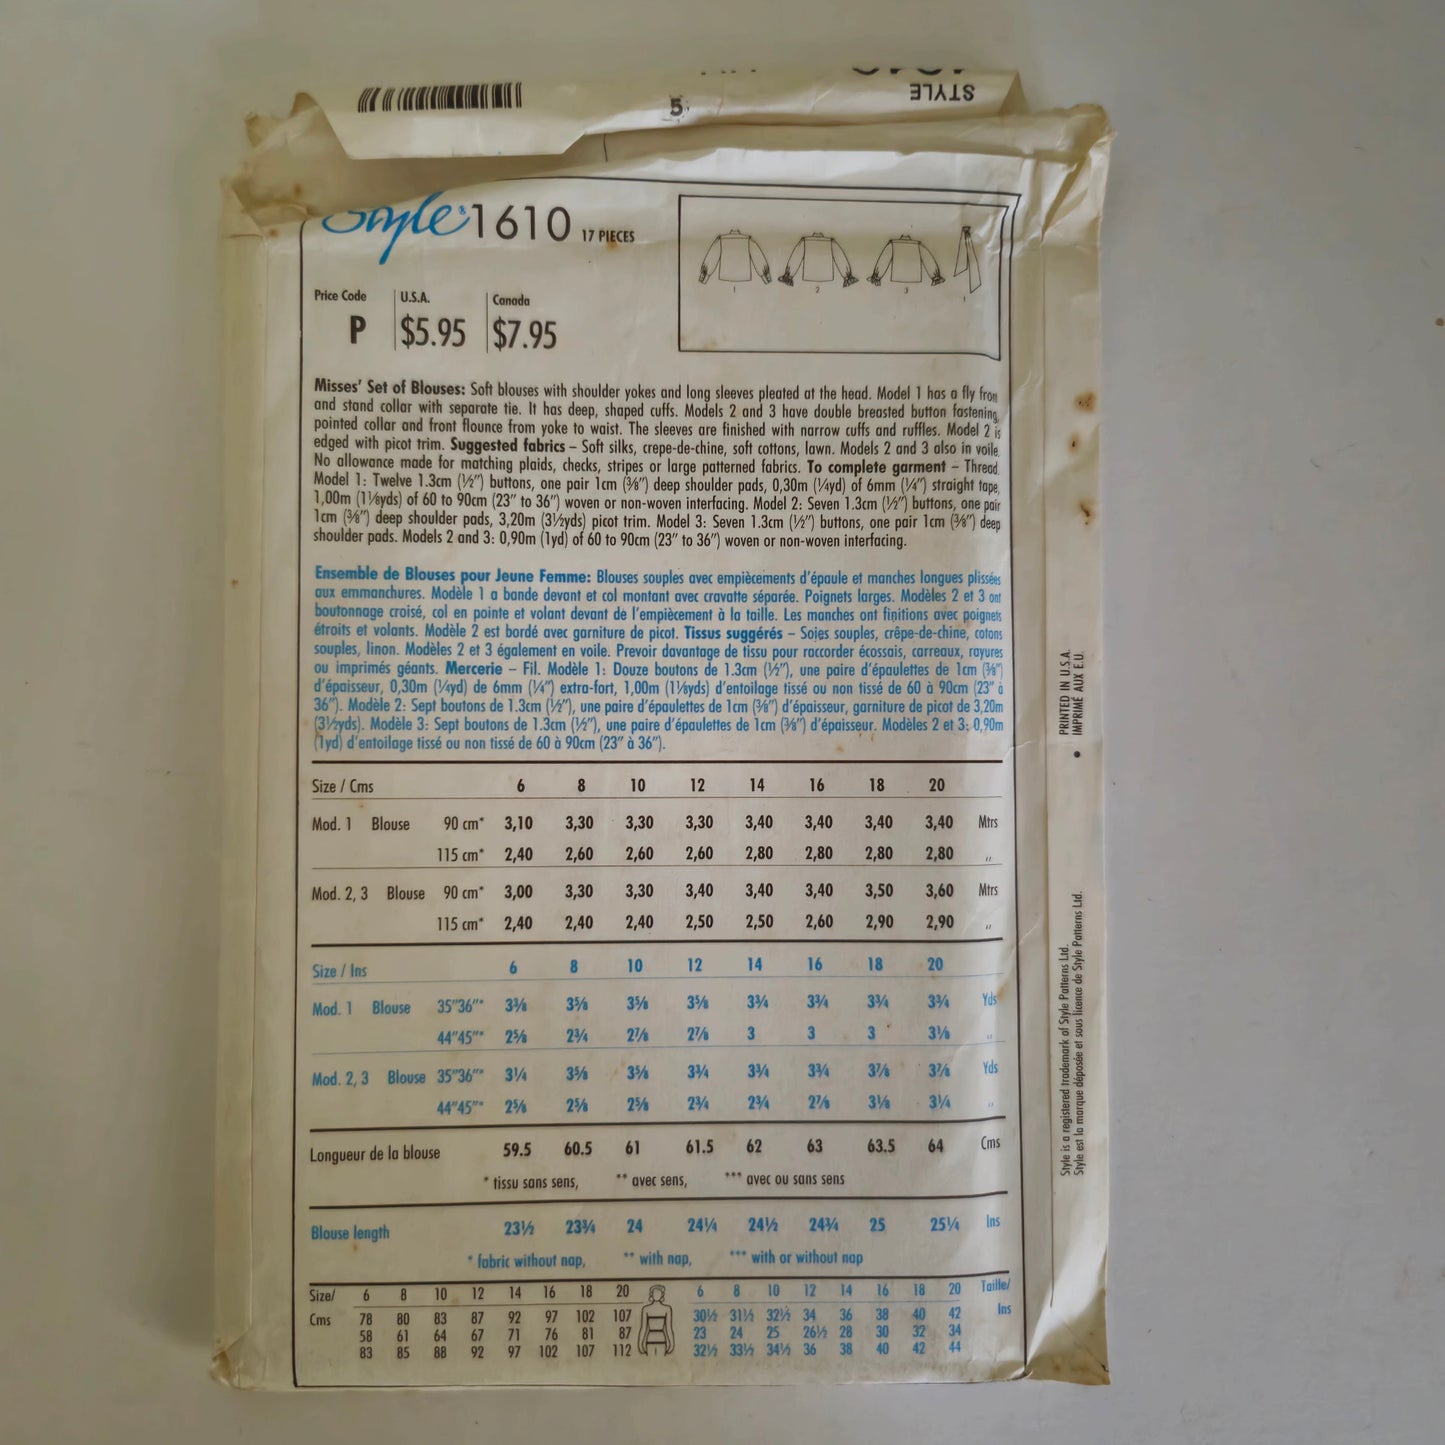 STYLE
5
Style 1610 17 PIECES
Price Code U.S.A. Canada
P $5.95 $7.95
1 2 3 1
Misses' Set of Blouses: Soft blouses with shoulder yokes and long sleeves pleated at the head. Model 1 has a fly fron
and stand collar with separate tie. It has deep, shaped cuffs. Models 2 and 3 have double breasted button fastening,
pointed collar and front flounce from yoke to waist. The sleeves are finished with narrow cuffs and ruffles. Model 2 is
edged with picot trim. Suggested fabrics – Soft silks, crepe-de-chine, soft cottons, lawn. Models 2 and 3 also in voile.
No allowance made for matching plaids, checks, stripes or large patterned fabrics. To complete garment – Thread.
Model 1: Twelve 1.3cm (½") buttons, one pair 1cm (⅜") deep shoulder pads, 0,30m (¼yd) of 6mm (¼") straight tape,
1,00m (1⅛yds) of 60 to 90cm (23" to 36") woven or non-woven interfacing. Model 2: Seven 1.3cm (½") buttons, one pair
1cm (⅜") deep shoulder pads, 3,20m (3½yds) picot trim. Model 3: Seven 1.3cm (½") buttons, one pair 1cm (⅜") deep
shoulder pads. Models 2 and 3: 0,90m (1yd) of 60 to 90cm (23" to 36") woven or non-woven interfacing.
Ensemble de Blouses pour Jeune Femme: Blouses souples avec empiècements d'épaule et manches longues plissées
aux emmanchures. Modèle 1 a bande devant et col montant avec cravatte séparée. Poignets larges. Modèles 2 et 3 ont
boutonnage croisé, col en pointe et volant devant de l'empiècement à la taille. Les manches ont finitions avec poignets
étroits et volants. Modèle 2 est bordé avec garniture de picot. Tissus suggérés – Soies souples, crêpe-de-chine, cotons
souples, linon. Modèles 2 et 3 également en voile. Prevoir davantage de tissu pour raccorder écossais, carreaux, rayures
ou imprimés géants. Mercerie – Fil. Modèle 1: Douze boutons de 1.3cm (½"), une paire d'épaulettes de 1cm (⅜")
d'épaisseur, 0,30m (¼yd) de 6mm (¼") extra-fort, 1,00m (1⅛yds) d'entoilage tissé ou non tissé de 60 à 90cm (23" à
36"). Modèle 2: Sept boutons de 1.3cm (½"), une paire d'épaulettes de 1cm (⅜") d'épaisseur, garniture de picot de 3,20m
(3½yds). Modèle 3: Sept boutons de 1.3cm (½"), une paire d'épaulettes de 1cm (⅜") d'épaisseur. Modèles 2 et 3: 0,90m
(1yd) d'entoilage tissé ou non tissé de 60 à 90cm (23" à 36").
Size / Cms 6 8 10 12 14 16 18 20
Mod. 1 Blouse 90 cm* 3,10 3,30 3,30 3,30 3,40 3,40 3,40 3,40 Mtrs
115 cm* 2,40 2,60 2,60 2,60 2,80 2,80 2,80 2,80 "
Mod. 2, 3 Blouse 90 cm* 3,00 3,30 3,30 3,40 3,40 3,40 3,50 3,60 Mtrs
115 cm* 2,40 2,40 2,40 2,50 2,50 2,60 2,90 2,90 "
Size / Ins 6 8 10 12 14 16 18 20
Mod. 1 Blouse 35"36"* 3⅜ 3⅝ 3⅝ 3⅝ 3¾ 3¾ 3¾ 3¾ Yds
44"45"* 2⅝ 2¾ 2⅞ 2⅞ 3 3 3 3⅛ "
Mod. 2, 3 Blouse 35"36"* 3¼ 3⅝ 3⅝ 3¾ 3¾ 3¾ 3⅞ 3⅞ Yds
44"45"* 2⅝ 2⅝ 2⅝ 2¾ 2¾ 2⅞ 3⅛ 3¼ "
Longueur de la blouse 59.5 60.5 61 61.5 62 63 63.5 64 Cms
* tissu sans sens, ** avec sens, *** avec ou sans sens
Blouse length 23½ 23¾ 24 24¼ 24½ 24¾ 25 25¼ Ins
* fabric without nap, ** with nap, *** with or without nap
Size/ 6 8 10 12 14 16 18 20 6 8 10 12 14 16 18 20 Taille/
Cms 78 80 83 87 92 97 102 107 30½ 31½ 32½ 34 36 38 40 42 Ins
58 61 64 67 71 76 81 87 23 24 25 26½ 28 30 32 34
83 85 88 92 97 102 107 112 32½ 33½ 34½ 36 38 40 42 44
• PRINTED IN U.S.A.
IMPRIMÉ AUX E.U.
Style is a registered trademark of Style Patterns Ltd.
Style est la marque déposée et sous licence de Style Patterns Ltd.